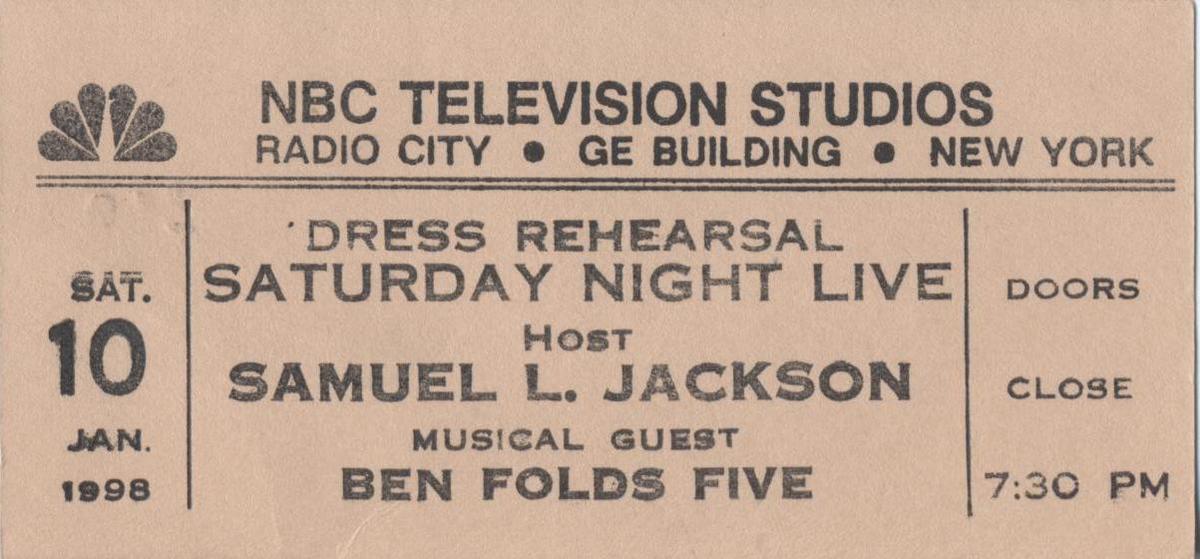 NBC TELEVISION STUDIOS
RADIO CITY • GE BUILDING • NEW YORK
SAT.
10
JAN.
1998
DRESS REHEARSAL
SATURDAY NIGHT LIVE
HOST
SAMUEL L. JACKSON
MUSICAL GUEST
BEN FOLDS FIVE
DOORS
CLOSE
7:30 PM